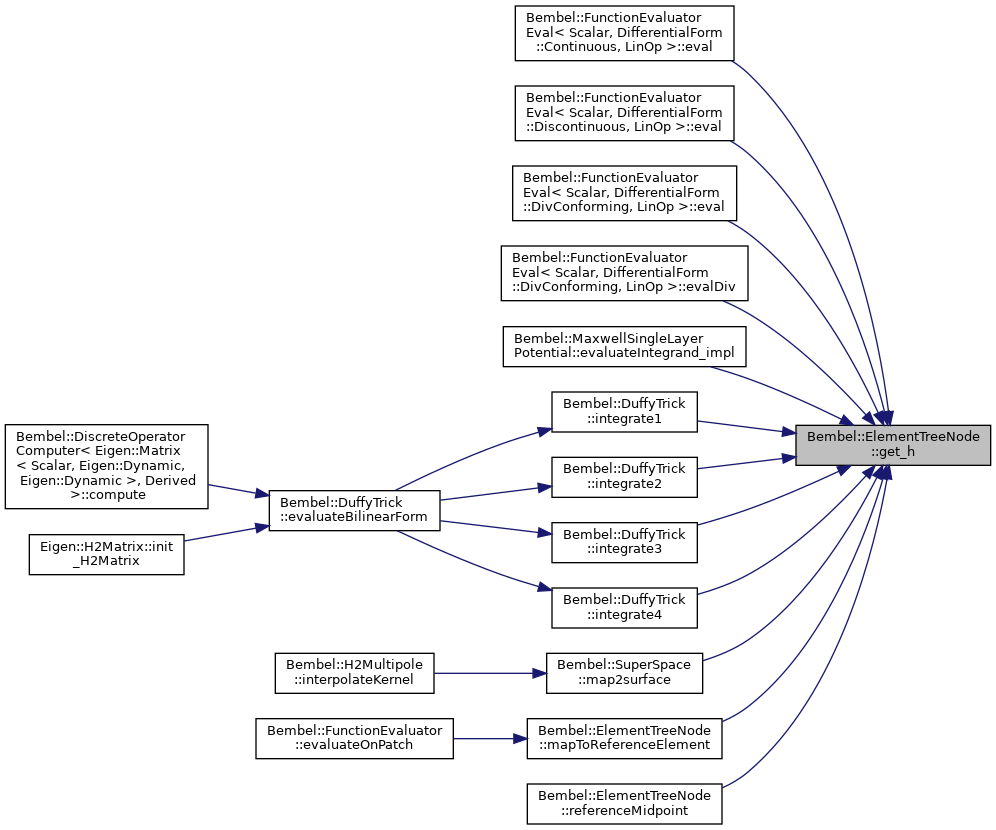 Bembel::FunctionEvaluator
Eval< Scalar, DifferentialForm
::Continuous, LinOp >::eval
Bembel::FunctionEvaluator
Eval< Scalar, DifferentialForm
::Discontinuous, LinOp >::eval
Bembel::FunctionEvaluator
Eval< Scalar, DifferentialForm
::DivConforming, LinOp >::eval
Bembel::FunctionEvaluator
Eval< Scalar, DifferentialForm
::DivConforming, LinOp >::evalDiv
Bembel::MaxwellSingleLayer
Potential::evaluateIntegrand_impl
Bembel::DuffyTrick
::integrate1
Bembel::ElementTreeNode
::get_h
Bembel::DiscreteOperator
Computer< Eigen::Matrix
< Scalar, Eigen::Dynamic,
Eigen::Dynamic >, Derived
>::compute
Bembel::DuffyTrick
::integrate2
Bembel::DuffyTrick
::evaluateBilinearForm
Bembel::DuffyTrick
::integrate3
Eigen::H2Matrix::init
_H2Matrix
Bembel::DuffyTrick
::integrate4
Bembel::H2Multipole
::interpolateKernel
Bembel::SuperSpace
::map2surface
Bembel::FunctionEvaluator
::evaluateOnPatch
Bembel::ElementTreeNode
::mapToReferenceElement
Bembel::ElementTreeNode
::referenceMidpoint